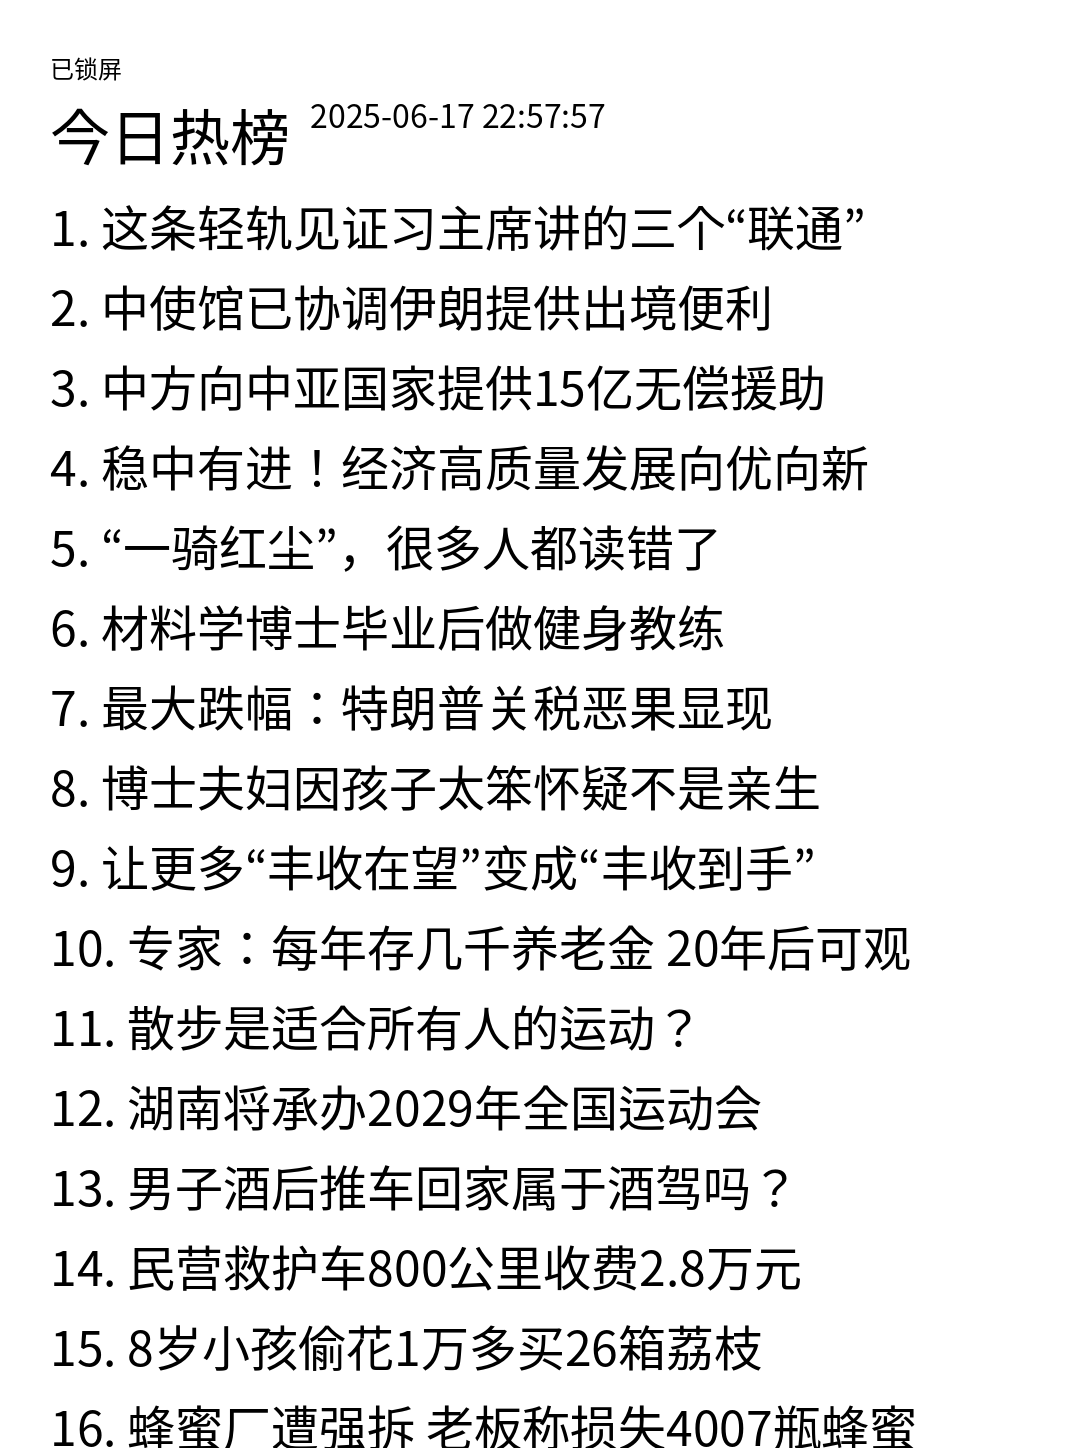 已锁屏
今日热榜 2025-06-17 22:57:57
1. 这条轻轨见证习主席讲的三个“联通”
2. 中使馆已协调伊朗提供出境便利
3. 中方向中亚国家提供15亿无偿援助
4. 稳中有进！经济高质量发展向优向新
5. “一骑红尘”，很多人都读错了
6. 材料学博士毕业后做健身教练
7. 最大跌幅：特朗普关税恶果显现
8. 博士夫妇因孩子太笨怀疑不是亲生
9. 让更多“丰收在望”变成“丰收到手”
10. 专家：每年存几千养老金 20年后可观
11. 散步是适合所有人的运动？
12. 湖南将承办2029年全国运动会
13. 男子酒后推车回家属于酒驾吗？
14. 民营救护车800公里收费2.8万元
15. 8岁小孩偷花1万多买26箱荔枝
16. 蜂蜜厂遭强拆 老板称损失4007瓶蜂蜜